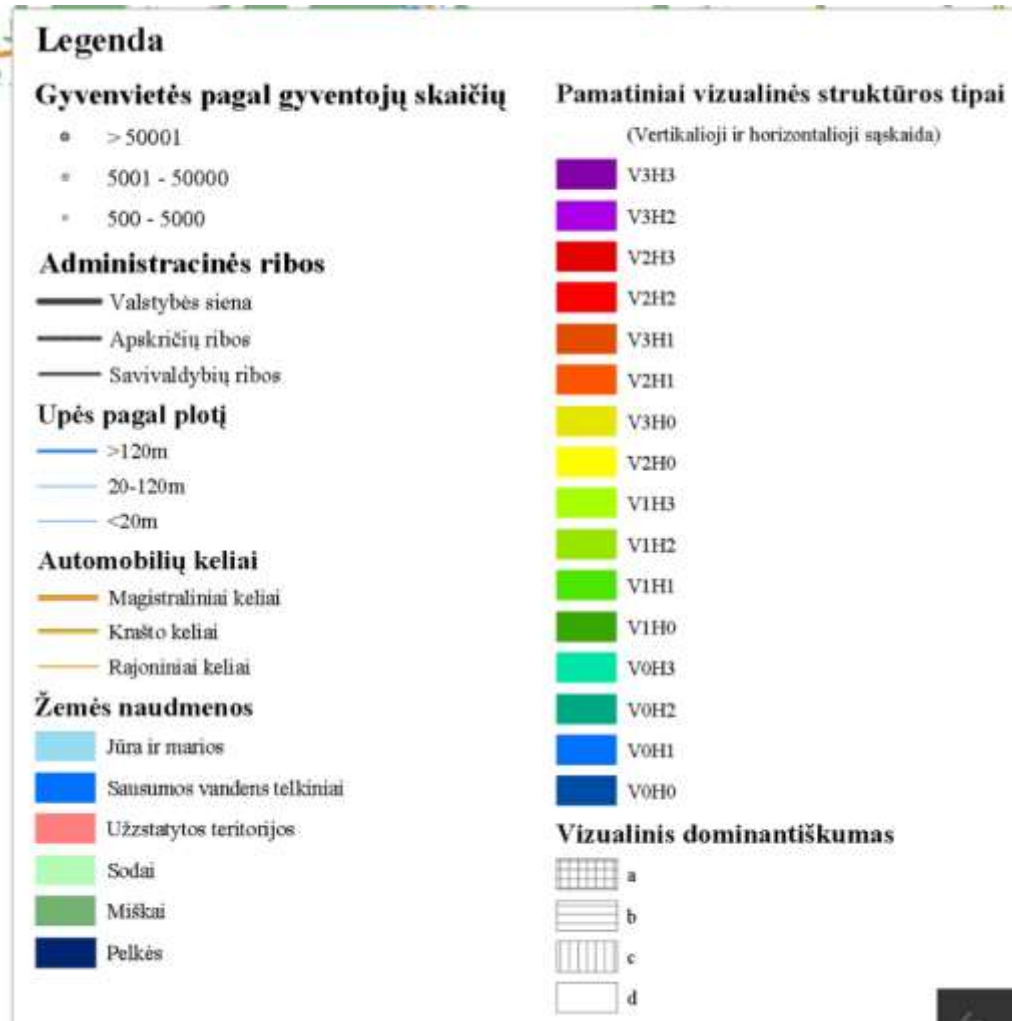 Legenda
Gyvenvietės pagal gyventojų skaičių
> 50001
5001 - 50000
500 - 5000
Administracinės ribos
Valstybės siena
Apskričių ribos
Savivaldybių ribos
Upės pagal plotį
>120m
20-120m
<20m
Automobilių keliai
Magistraliniai keliai
Krašto keliai
Rajoniniai keliai
Žemės naudmenos
Jūra ir marios
Sausumos vandens telkiniai
Užzstatytos teritorijos
Sodai
Miškai
Pelkės
Pamatiniai vizualinės struktūros tipai
(Vertikalioji ir horizontalioji sąskaida)
V3H3
V3H2
V2H3
V2H2
V3H1
V2H1
V3H0
V2H0
V1H3
V1H2
V1H1
V1H0
V0H3
V0H2
V0H1
V0H0
Vizualinis dominantiškumas
a
b
c
d